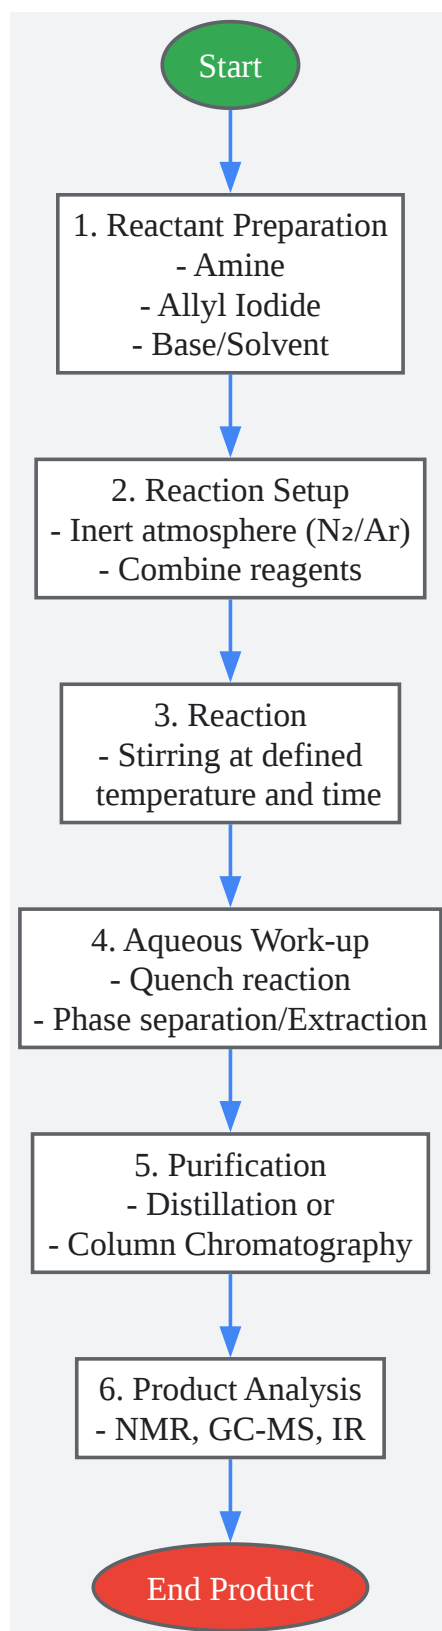 Start
1. Reactant Preparation
- Amine
- Allyl Iodide
- Base/Solvent
2. Reaction Setup
- Inert atmosphere (N₂/Ar)
- Combine reagents
3. Reaction
- Stirring at defined
temperature and time
4. Aqueous Work-up
- Quench reaction
- Phase separation/Extraction
5. Purification
- Distillation or
- Column Chromatography
6. Product Analysis
- NMR, GC-MS, IR
End Product